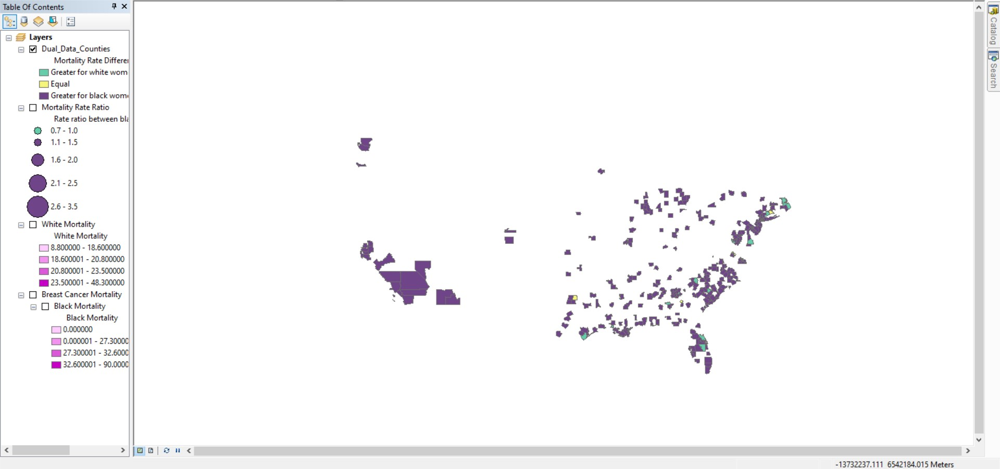 Table Of Contents
Layers
Dual_Data_Counties
Mortality Rate Differe
Greater for white wom
Equal
Greater for black wom
Mortality Rate Ratio
Rate ratio between bl
0.7 - 1.0
1.1 - 1.5
1.6 - 2.0
2.1 - 2.5
2.6 - 3.5
White Mortality
White Mortality
8.800000 - 18.600000
18.600001 - 20.800000
20.800001 - 23.500000
23.500001 - 48.300000
Breast Cancer Mortality
Black Mortality
Black Mortality
0.000000
0.000001 - 27.30000
27.300001 - 32.6000
32.600001 - 90.0000
Catalog
Search
-13732237.111 6542184.015 Meters